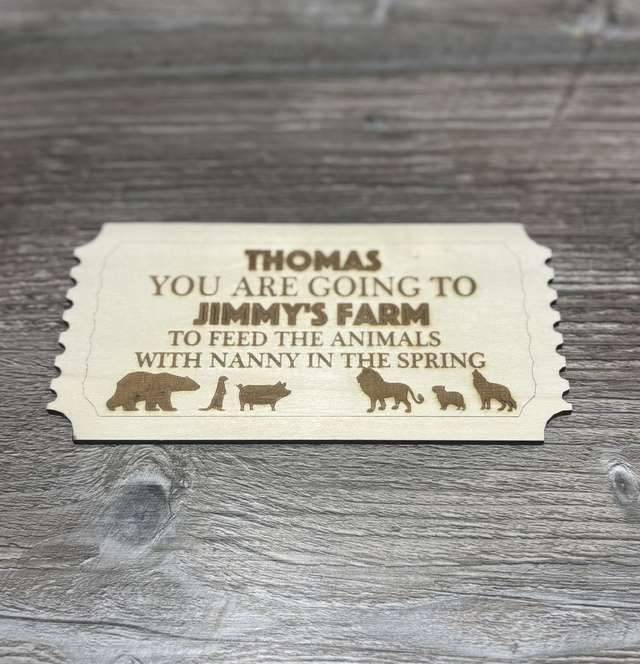 THOMAS
YOU ARE GOING TO
JIMMY'S FARM
TO FEED THE ANIMALS
WITH NANNY IN THE SPRING